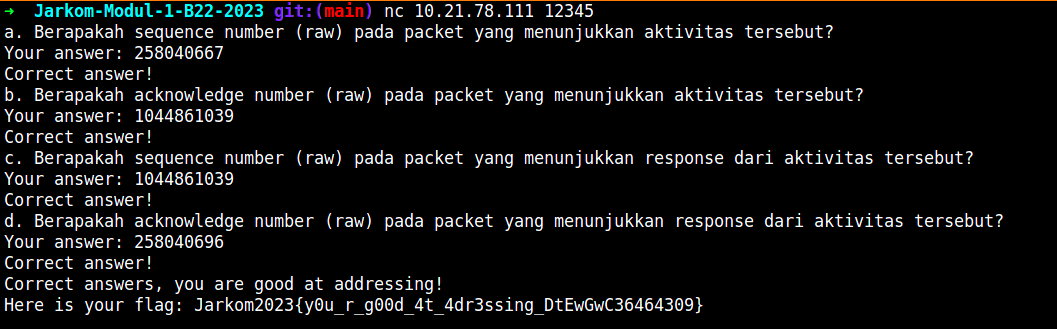 ➜  Jarkom-Modul-1-B22-2023 git:(main) nc 10.21.78.111 12345
a. Berapakah sequence number (raw) pada packet yang menunjukkan aktivitas tersebut?
Your answer: 258040667
Correct answer!
b. Berapakah acknowledge number (raw) pada packet yang menunjukkan aktivitas tersebut?
Your answer: 1044861039
Correct answer!
c. Berapakah sequence number (raw) pada packet yang menunjukkan response dari aktivitas tersebut?
Your answer: 1044861039
Correct answer!
d. Berapakah acknowledge number (raw) pada packet yang menunjukkan response dari aktivitas tersebut?
Your answer: 258040696
Correct answer!
Correct answers, you are good at addressing!
Here is your flag: Jarkom2023{y0u_r_g00d_4t_4dr3ssing_DtEwGwC36464309}